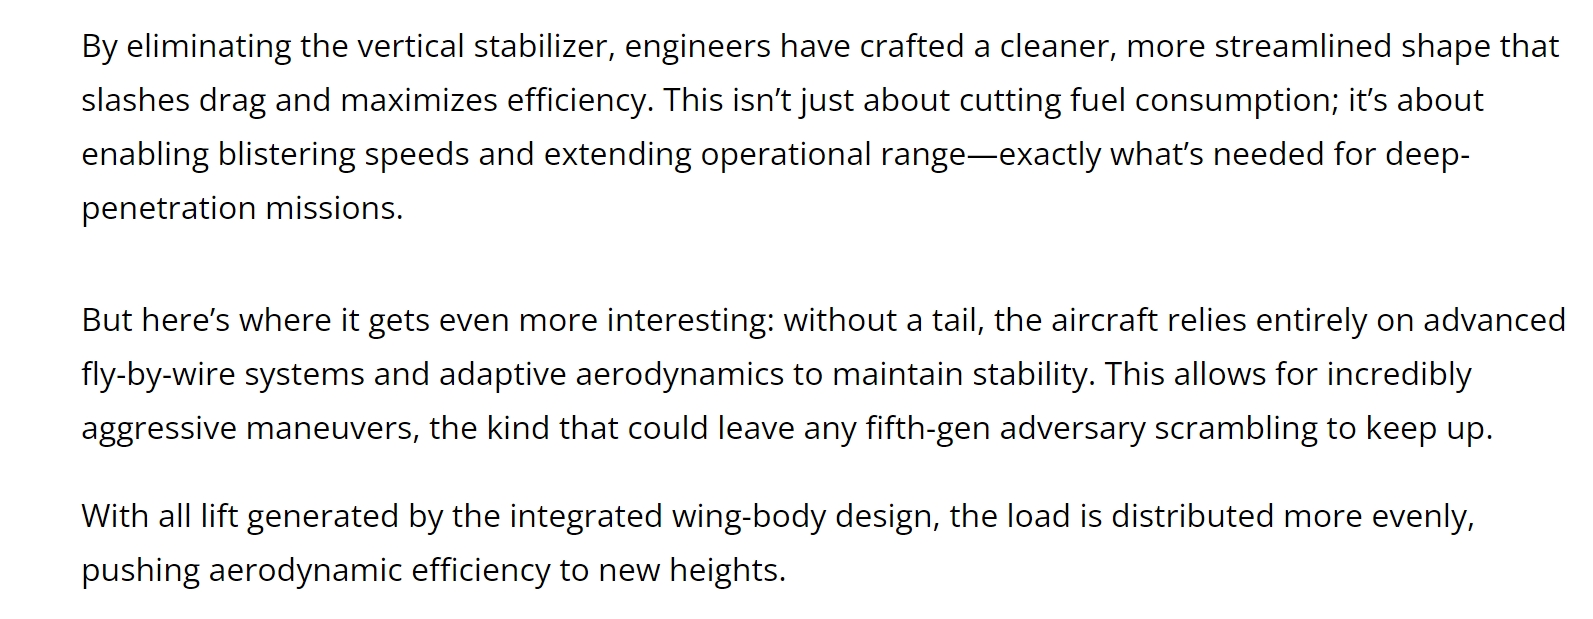 By eliminating the vertical stabilizer, engineers have crafted a cleaner, more streamlined shape that
slashes drag and maximizes efficiency. This isn’t just about cutting fuel consumption; it’s about
enabling blistering speeds and extending operational range—exactly what’s needed for deep-
penetration missions.
But here’s where it gets even more interesting: without a tail, the aircraft relies entirely on advanced
fly-by-wire systems and adaptive aerodynamics to maintain stability. This allows for incredibly
aggressive maneuvers, the kind that could leave any fifth-gen adversary scrambling to keep up.
With all lift generated by the integrated wing-body design, the load is distributed more evenly,
pushing aerodynamic efficiency to new heights.